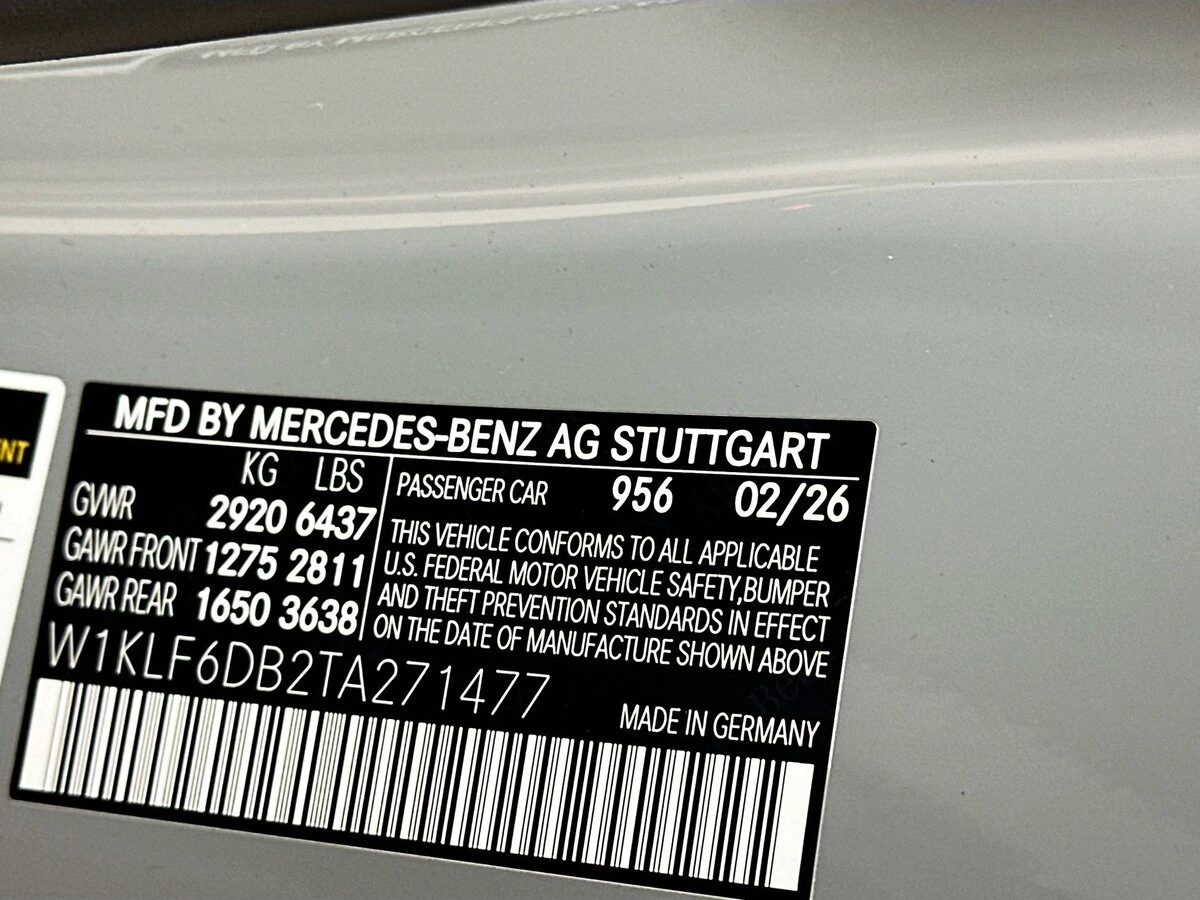 NT
MFD BY MERCEDES-BENZ AG STUTTGART
KG LBS
GVWR 2920 6437
GAWR FRONT 1275 2811
GAWR REAR 1650 3638
PASSENGER CAR 956 02/26
THIS VEHICLE CONFORMS TO ALL APPLICABLE
U.S. FEDERAL MOTOR VEHICLE SAFETY,BUMPER
AND THEFT PREVENTION STANDARDS IN EFFECT
ON THE DATE OF MANUFACTURE SHOWN ABOVE
W1KLF6DB2TA271477
MADE IN GERMANY